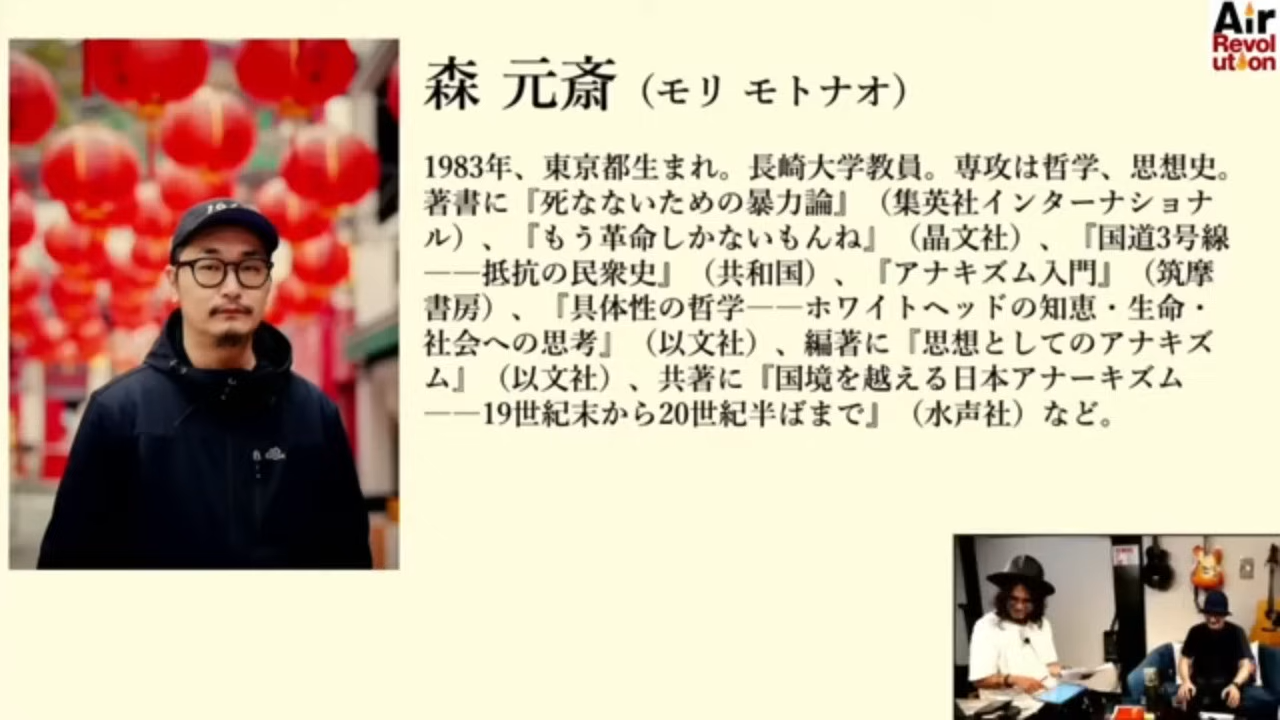 Air
Revol
ution
森 元斎（モリ モトナオ）
1983年、東京都生まれ。長崎大学教員。専攻は哲学、思想史。
著書に『死なないための暴力論』（集英社インターナショナ
ル）、『もう革命しかないもんね』（晶文社）、『国道3号線
――抵抗の民衆史』（共和国）、『アナキズム入門』（筑摩
書房）、『具体性の哲学――ホワイトヘッドの知恵・生命・
社会への思考』（以文社）、編著に『思想としてのアナキズ
ム』（以文社）、共著に『国境を越える日本アナーキズム
――19世紀末から20世紀半ばまで』（水声社）など。